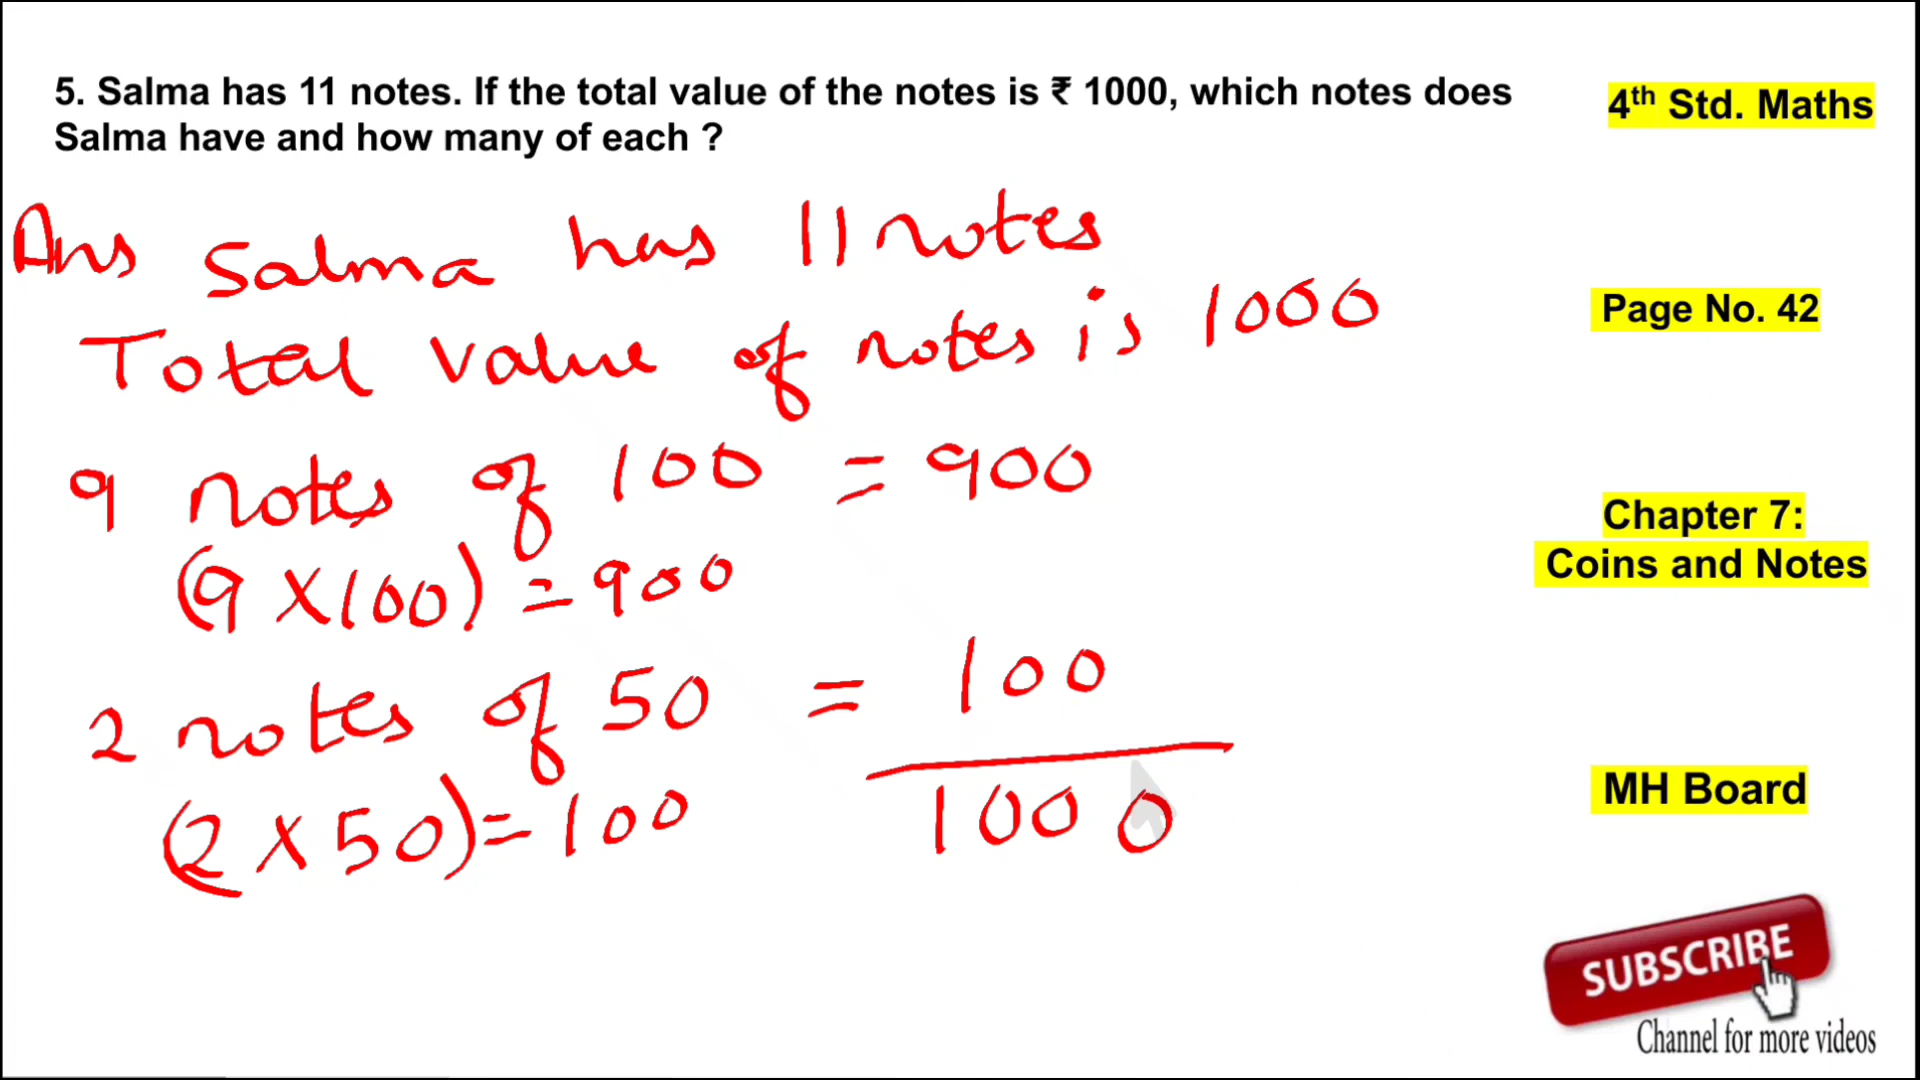 5. Salma has 11 notes. If the total value of the notes is ₹ 1000, which notes does
Salma have and how many of each ?
Ans Salma has 11 notes
Total value of notes is 1000
9 notes of 100 = 900
(9 X 100) = 900
2 notes of 50 = 100
(2 X 50) = 100
1000
4th Std. Maths
Page No. 42
Chapter 7:
Coins and Notes
MH Board
SUBSCRIBE
Channel for more videos